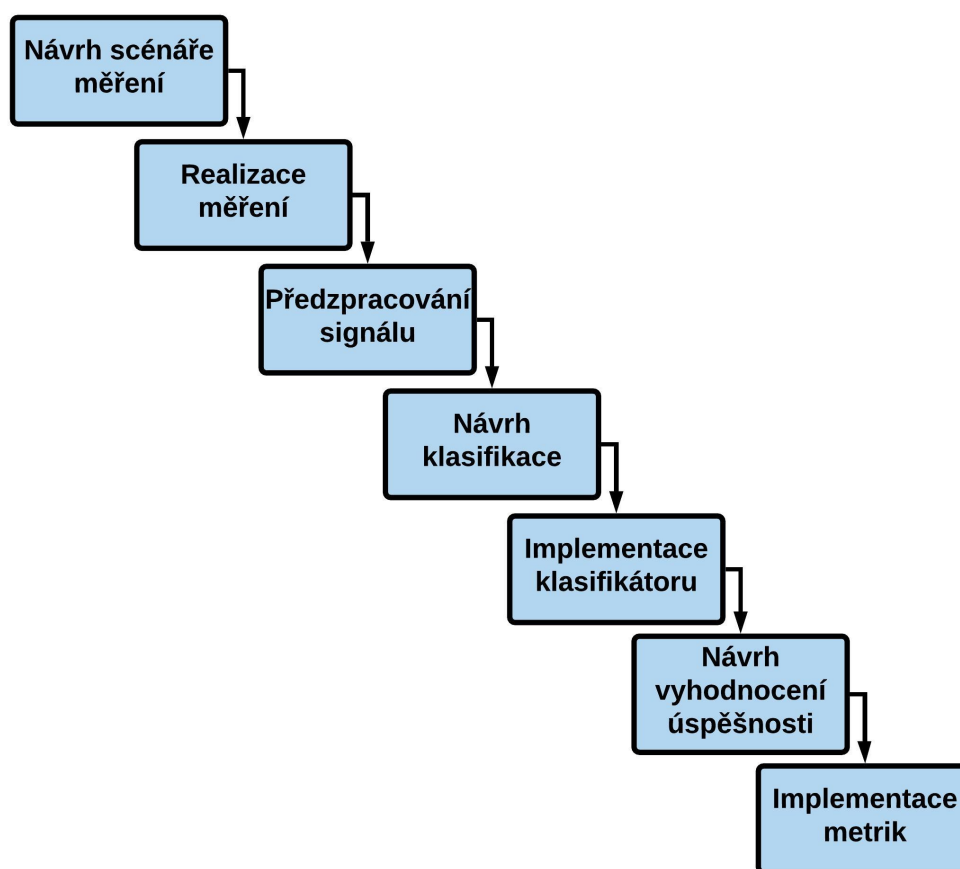 Návrh scénáře
měření
Realizace
měření
Předzpracování
signálu
Návrh
klasifikace
Implementace
klasifikátoru
Návrh
vyhodnocení
úspěšnosti
Implementace
metrik